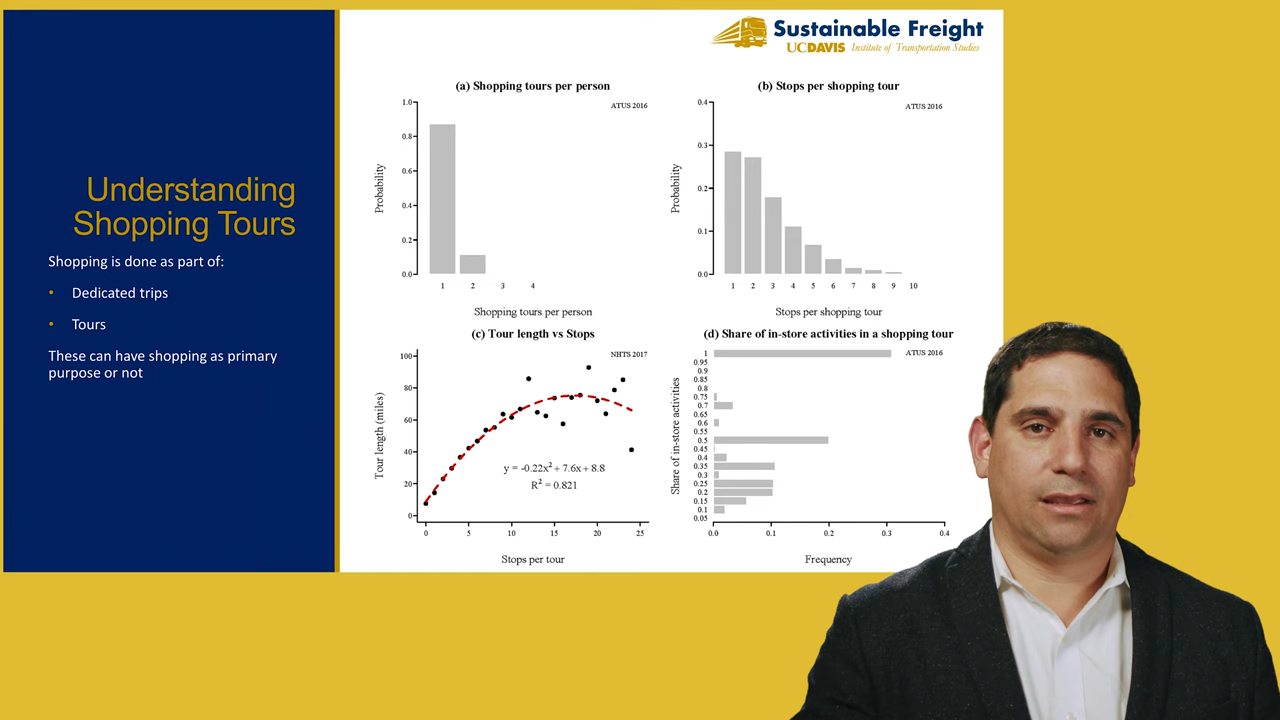 Sustainable Freight
UCDAVIS Institute of Transportation Studies
Understanding
Shopping Tours
Shopping is done as part of:
• Dedicated trips
• Tours
These can have shopping as primary
purpose or not
(a) Shopping tours per person
ATUS 2016
Probability
1.0
0.8
0.6
0.4
0.2
0.0
1 2 3 4
Shopping tours per person
(b) Stops per shopping tour
ATUS 2016
Probability
0.4
0.3
0.2
0.1
0.0
1 2 3 4 5 6 7 8 9 10
Stops per shopping tour
(c) Tour length vs Stops
NHTS 2017
Tour length (miles)
100
80
60
40
20
0
y = -0.22x² + 7.6x + 8.8
R² = 0.821
0 5 10 15 20 25
Stops per tour
(d) Share of in-store activities in a shopping tour
ATUS 2016
Share of in-store activities
1
0.95
0.9
0.85
0.8
0.75
0.7
0.65
0.6
0.55
0.5
0.45
0.4
0.35
0.3
0.25
0.2
0.15
0.1
0.05
0.0 0.1 0.2 0.3 0.4
Frequency